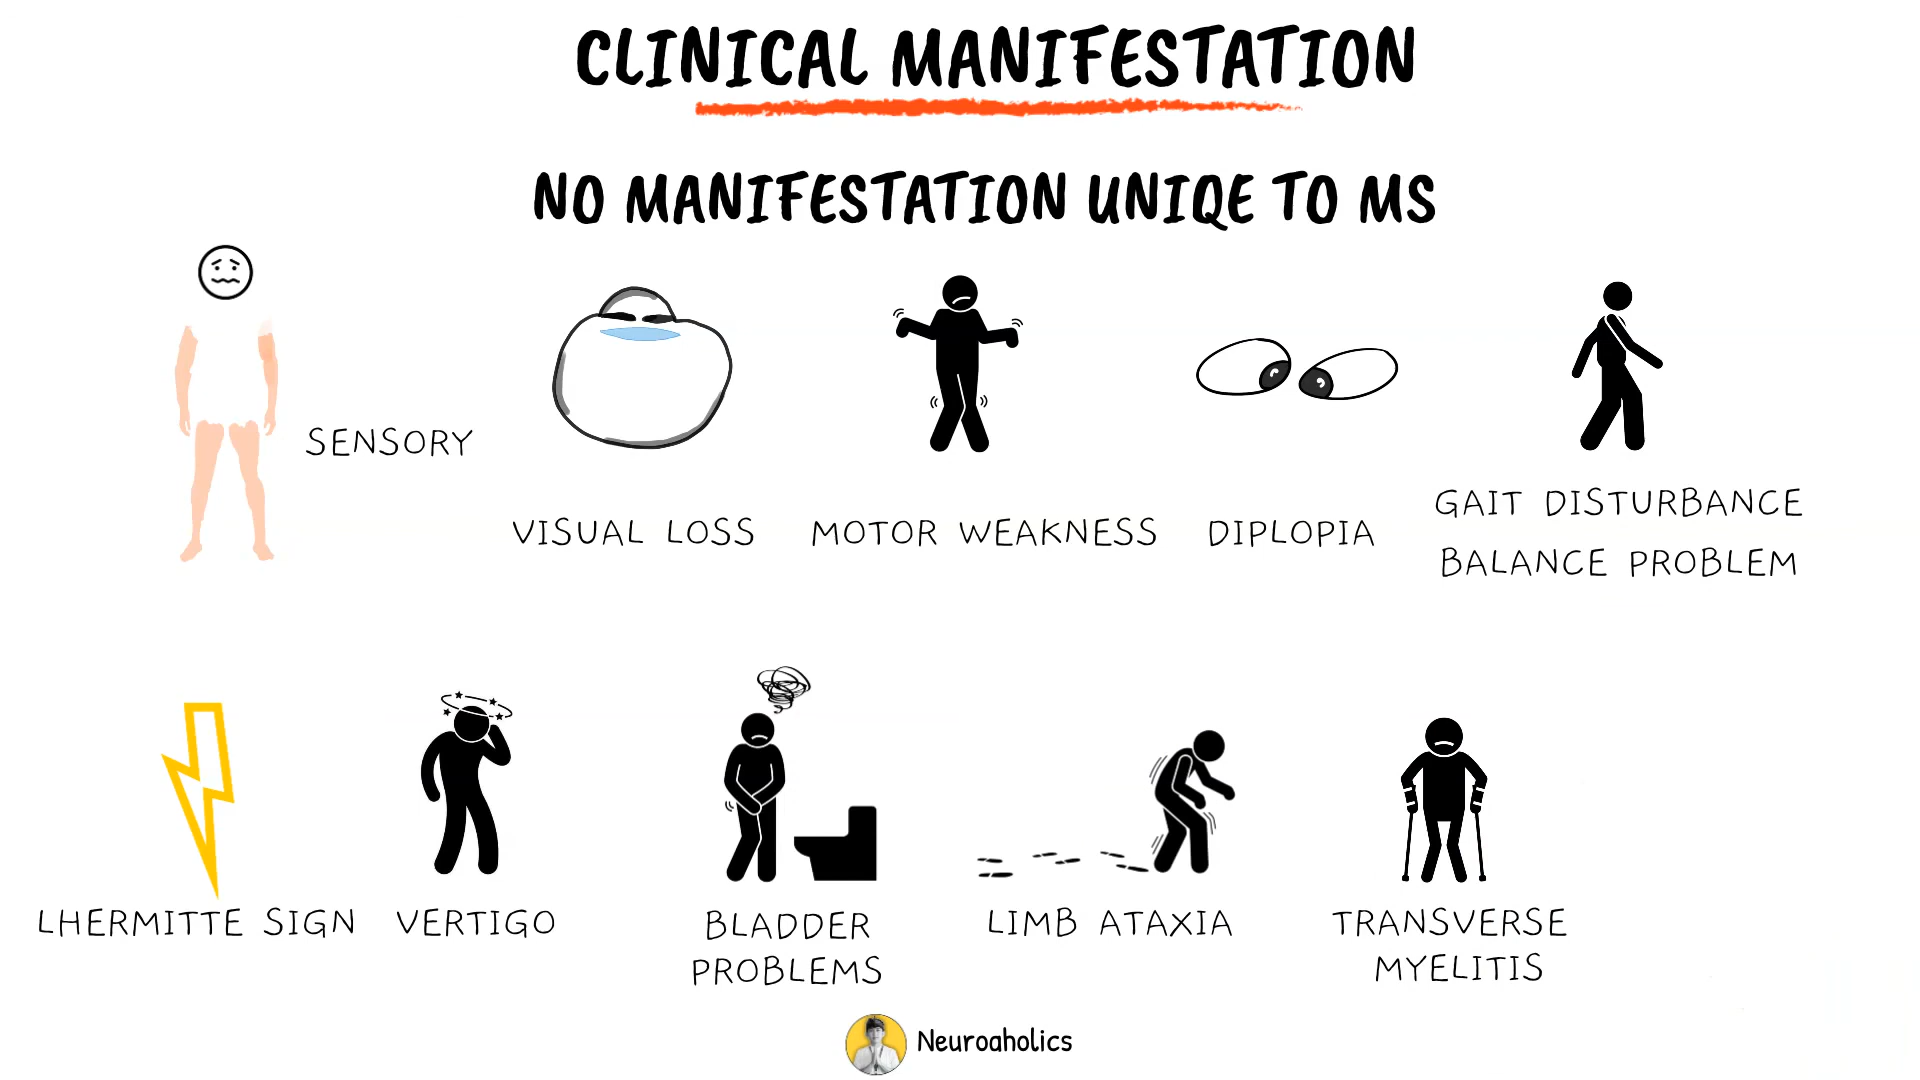 CLINICAL MANIFESTATION
NO MANIFESTATION UNIQE TO MS
SENSORY
VISUAL LOSS
MOTOR WEAKNESS
DIPLOPIA
GAIT DISTURBANCE
BALANCE PROBLEM
LHERMITTE SIGN
VERTIGO
BLADDER
PROBLEMS
LIMB ATAXIA
TRANSVERSE
MYELITIS
Neuroaholics